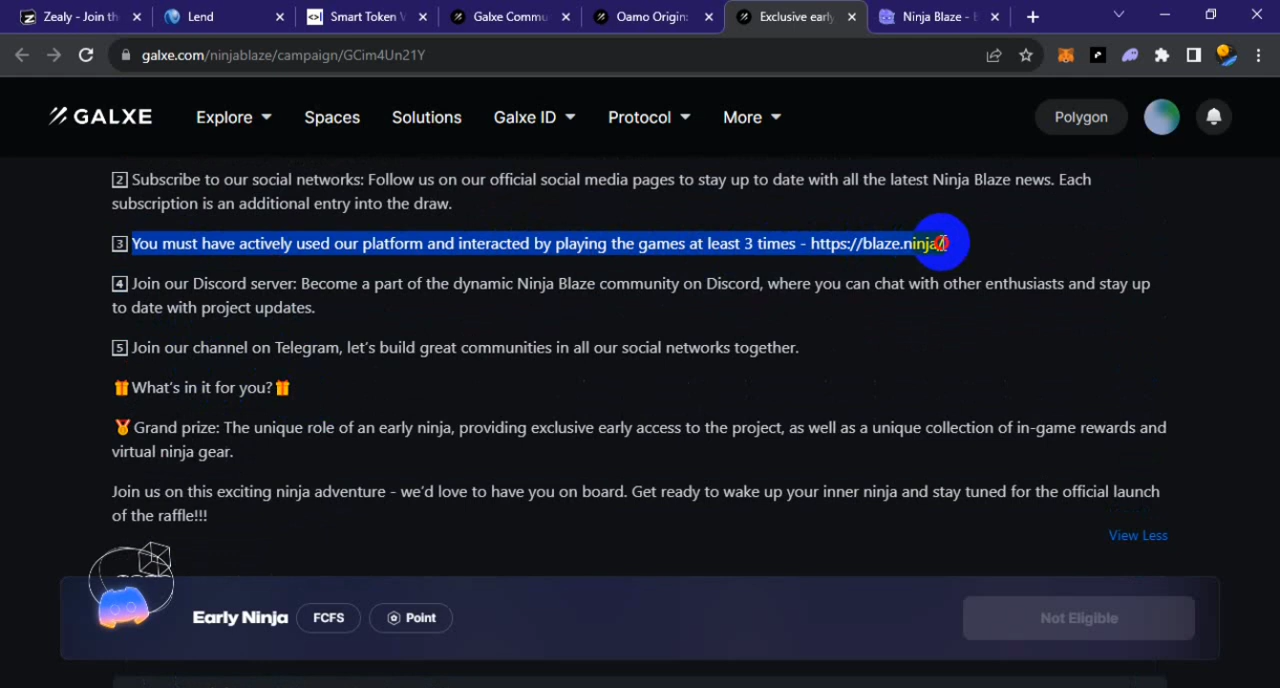 Zealy - Join th
Lend
Smart Token V
Galxe Commu
Oamo Origin:
Exclusive early
Ninja Blaze - B
galxe.com/ninjablaze/campaign/GCim4Un21Y
GALXE
Explore
Spaces
Solutions
Galxe ID
Protocol
More
Polygon
2 Subscribe to our social networks: Follow us on our official social media pages to stay up to date with all the latest Ninja Blaze news. Each
subscription is an additional entry into the draw.
3 You must have actively used our platform and interacted by playing the games at least 3 times - https://blaze.ninja/
4 Join our Discord server: Become a part of the dynamic Ninja Blaze community on Discord, where you can chat with other enthusiasts and stay up
to date with project updates.
5 Join our channel on Telegram, let's build great communities in all our social networks together.
🎁What's in it for you?🎁
🏅Grand prize: The unique role of an early ninja, providing exclusive early access to the project, as well as a unique collection of in-game rewards and
virtual ninja gear.
Join us on this exciting ninja adventure - we'd love to have you on board. Get ready to wake up your inner ninja and stay tuned for the official launch
of the raffle!!!
View Less
Early Ninja
FCFS
Point
Not Eligible